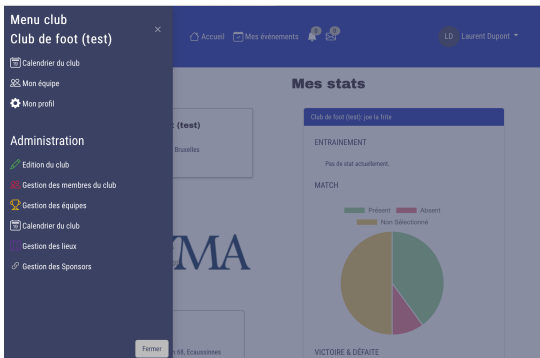 Menu club
Club de foot (test)
×
Calendrier du club
Mon équipe
Mon profil
Administration
Edition du club
Gestion des membres du club
Gestion des équipes
Calendrier du club
Gestion des lieux
Gestion des Sponsors
Fermer
Accueil
Mes événements
LD
Laurent Dupont
Mes stats
(test)
Bruxelles
MA
68, Ecaussinnes
Club de foot (test): joe la frite
ENTRAINEMENT
Pas de stat actuellement.
MATCH
Présent
Absent
Non Sélectionné
VICTOIRE & DÉFAITE